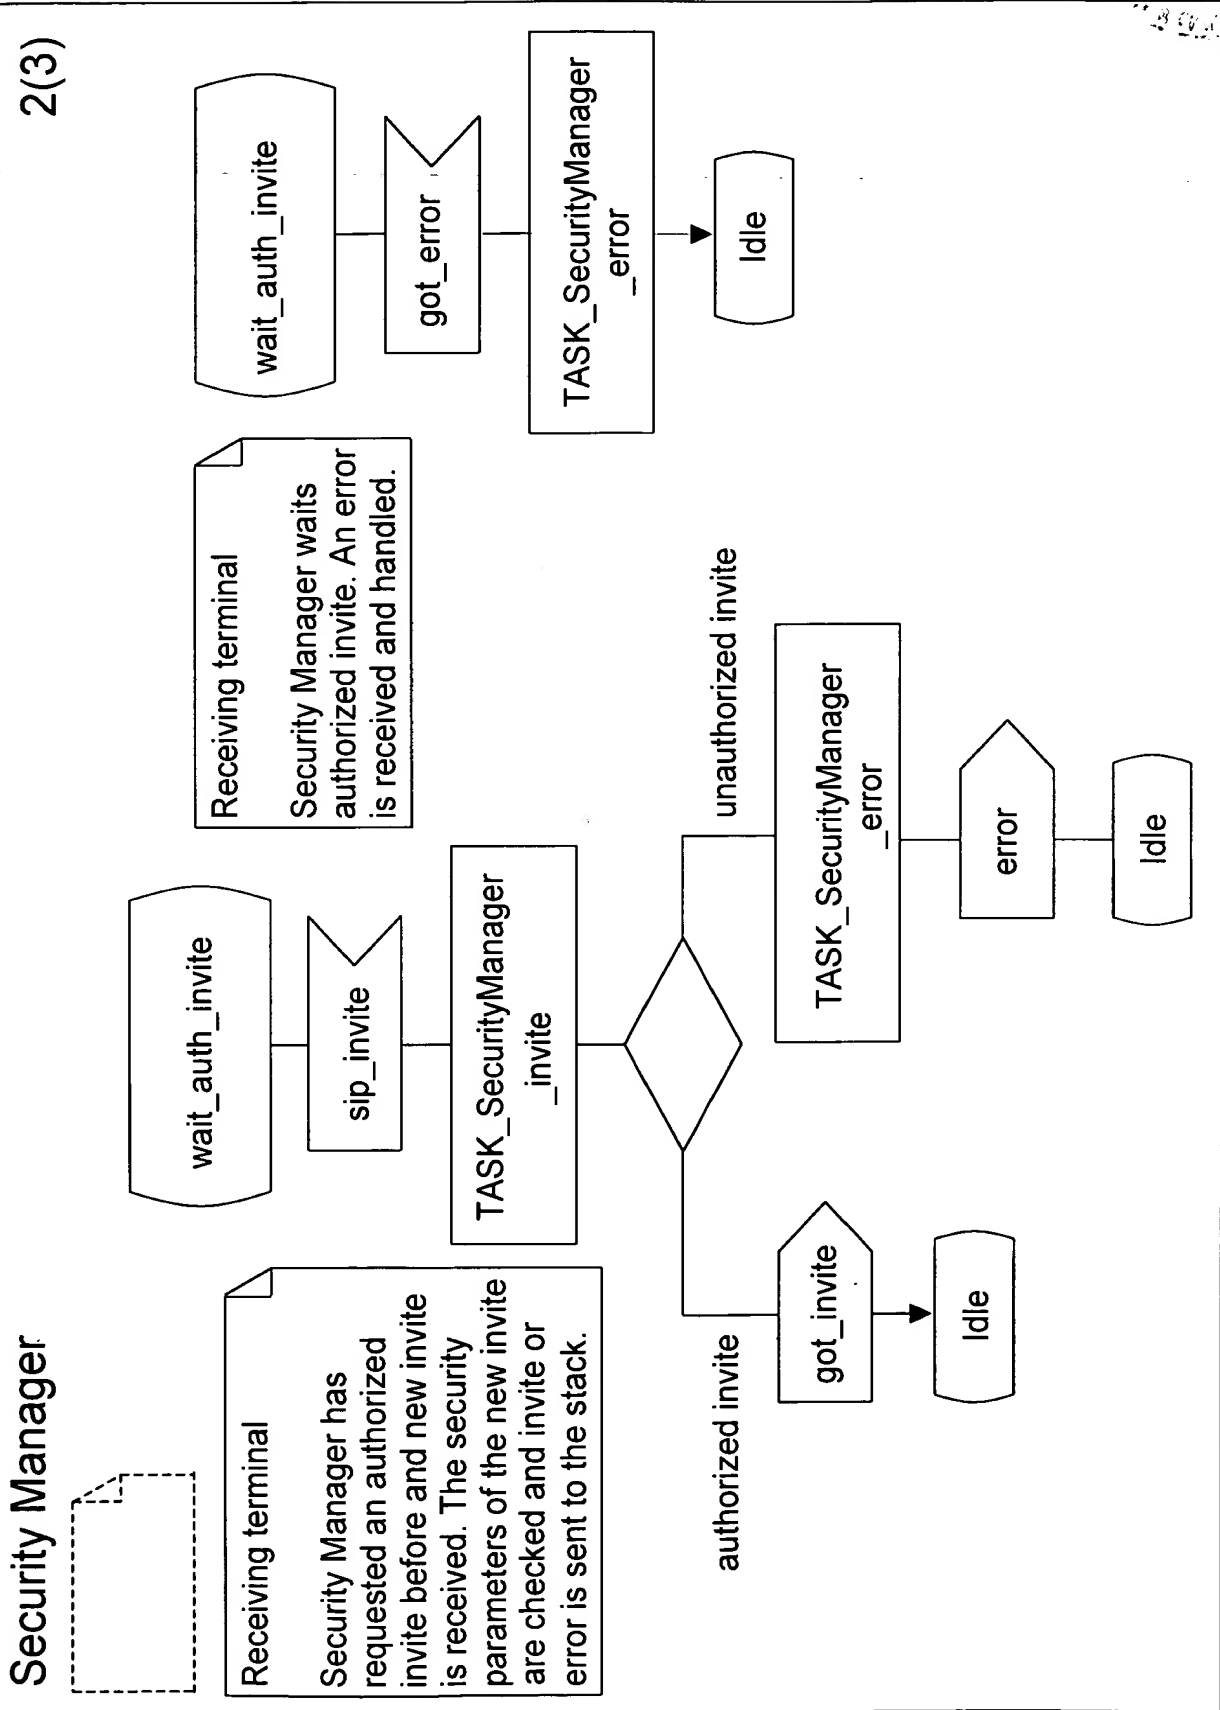 Security Manager
2(3)
Receiving terminal
Security Manager has
requested an authorized
invite before and new invite
is received. The security
parameters of the new invite
are checked and invite or
error is sent to the stack.
wait_auth_invite
sip_invite
TASK_SecurityManager
_invite
authorized invite
got_invite
Idle
unauthorized invite
TASK_SecurityManager
_error
error
Idle
Receiving terminal
Security Manager waits
authorized invite. An error
is received and handled.
wait_auth_invite
got_error
TASK_SecurityManager
_error
Idle